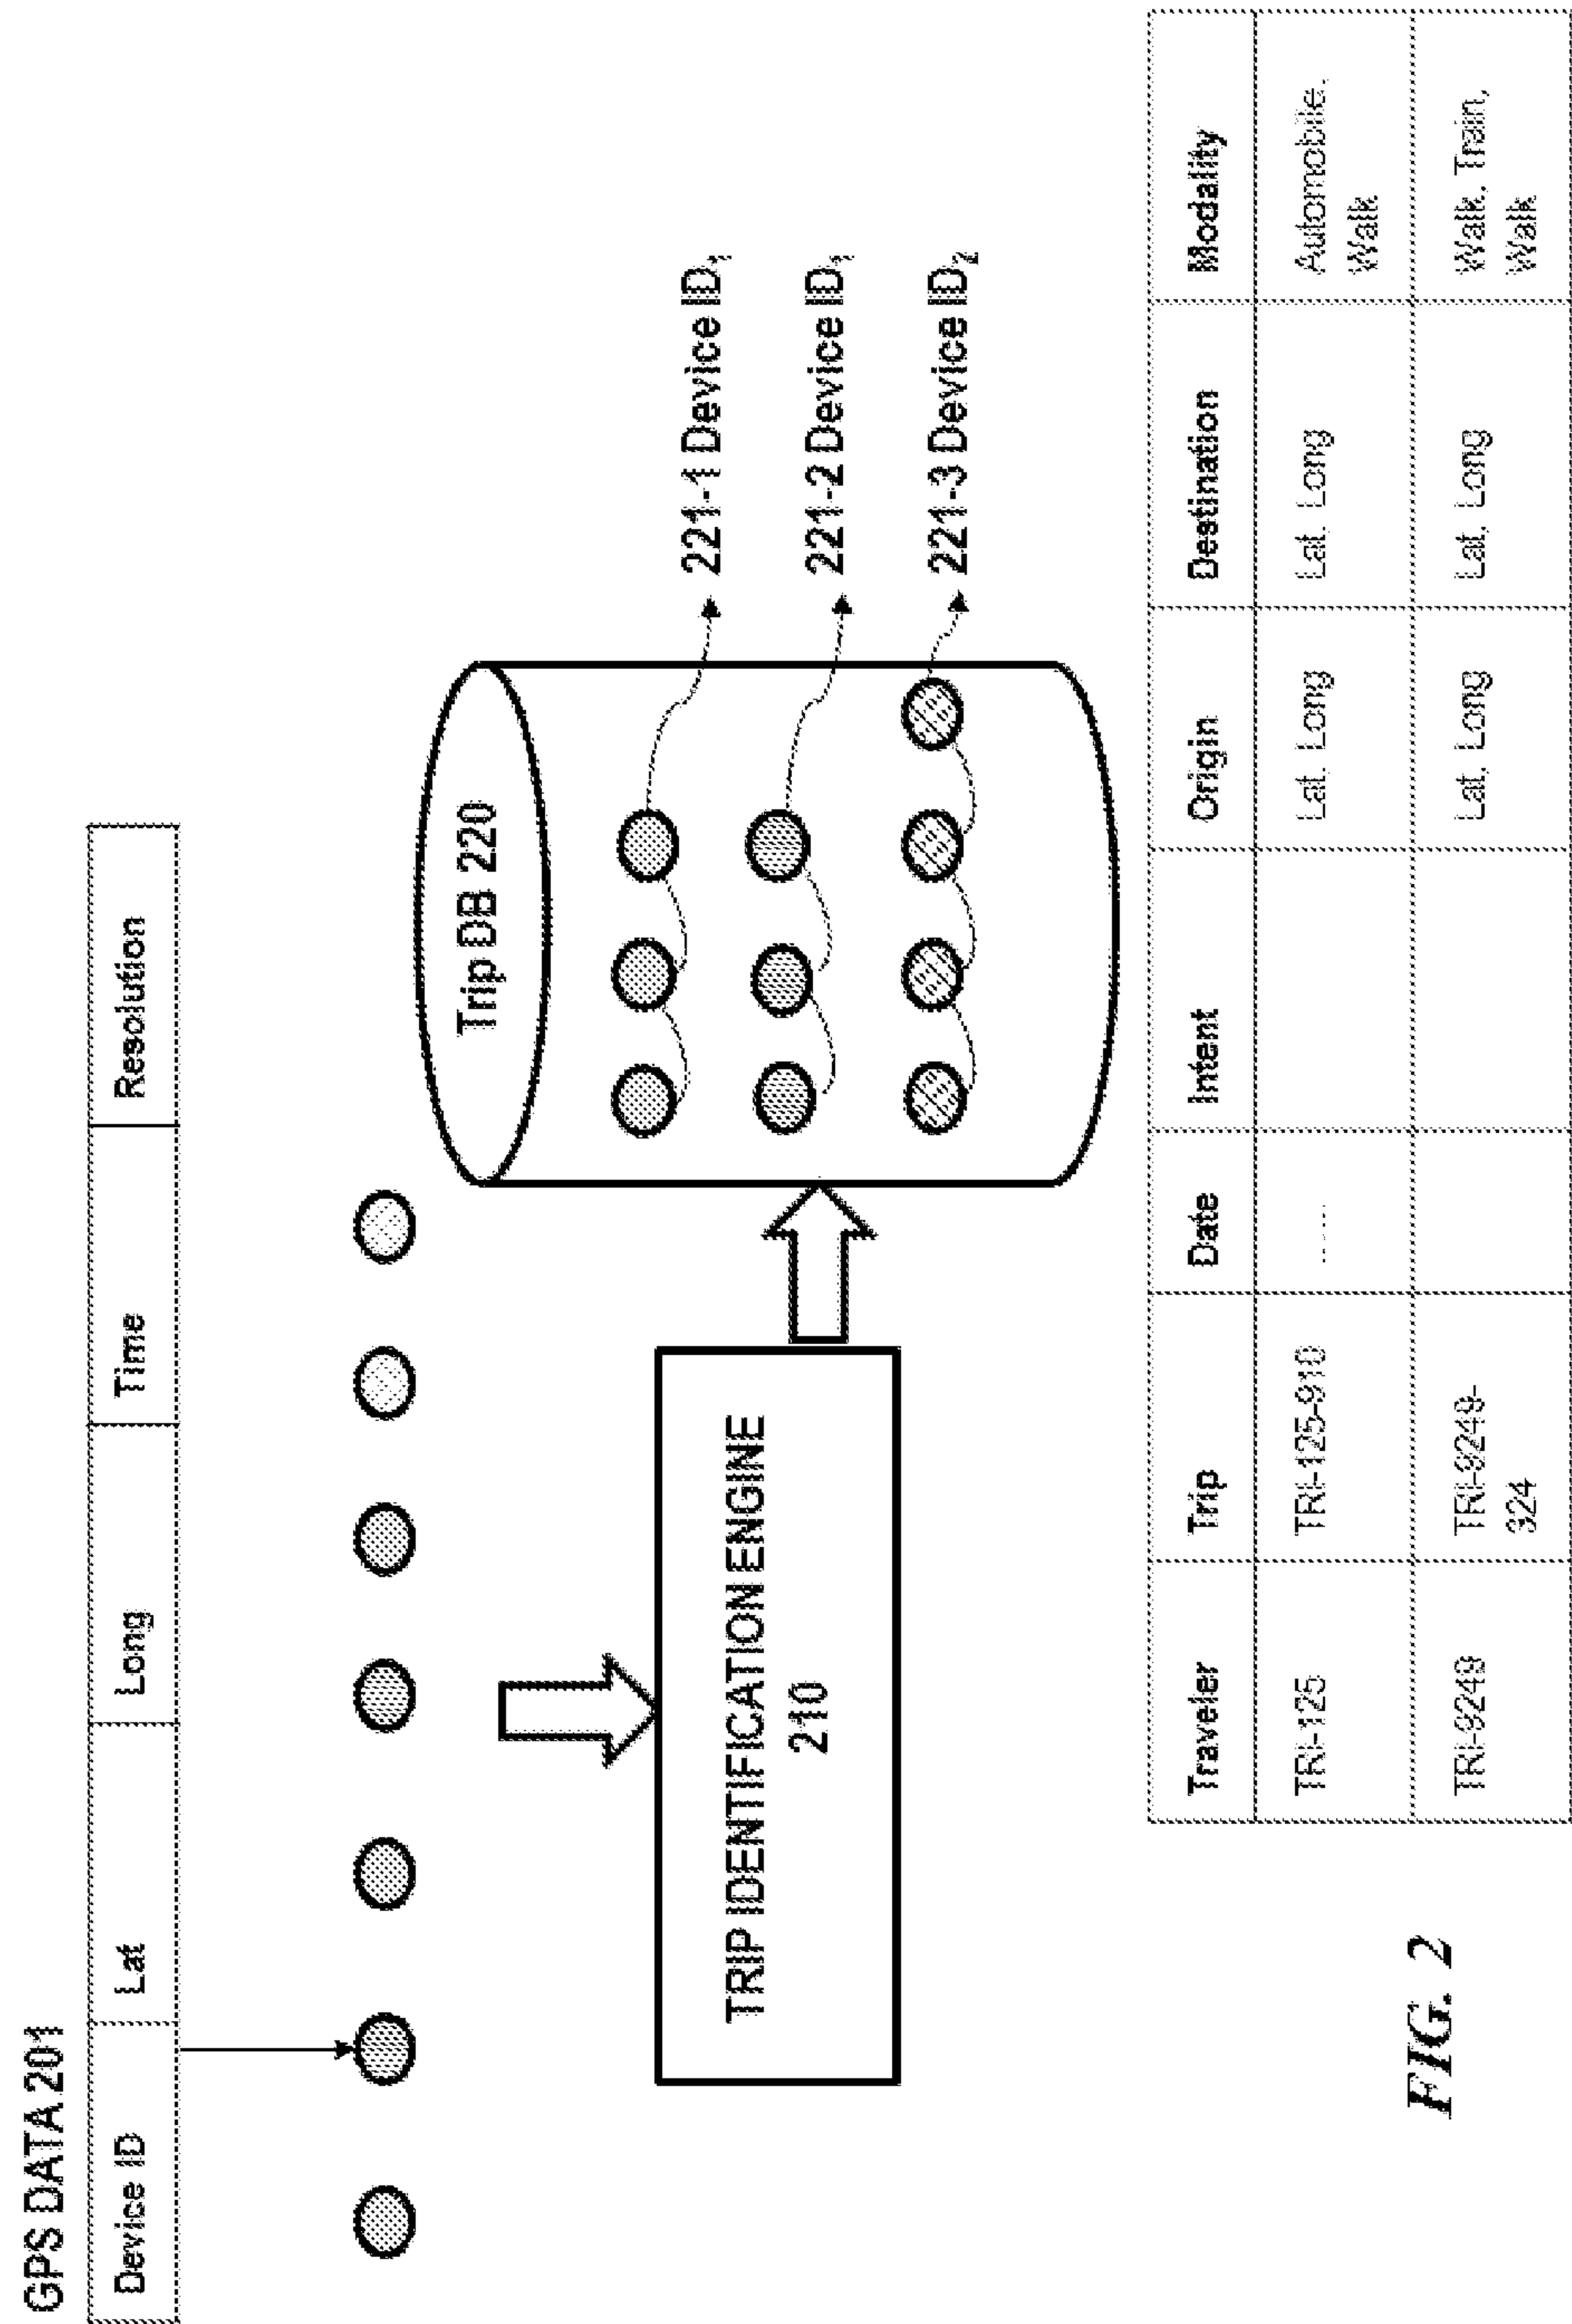 GPS DATA 201
Device ID Lat Long Time Resolution
Trip DB 220
TRIP IDENTIFICATION ENGINE
210
221-1 Device ID₁
221-2 Device ID₁
221-3 Device ID₂
Traveler Trip Date Intent Origin Destination Modality
TRI-125 TRI-125-910 ..... Lat. Long Lat. Long Automobile,
Walk
TRI-9249 TRI-9249- Lat, Long Lat, Long Walk, Train,
324 Walk
FIG. 2